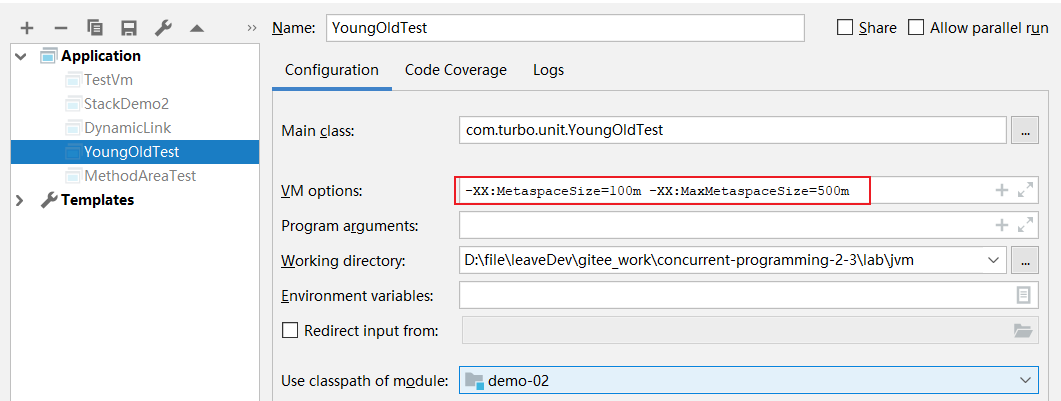 Name: YoungOldTest Share Allow parallel run
Application
TestVm
StackDemo2
DynamicLink
YoungOldTest
MethodAreaTest
Templates
Configuration Code Coverage Logs
Main class: com.turbo.unit.YoungOldTest ...
VM options: -XX:MetaspaceSize=100m -XX:MaxMetaspaceSize=500m
Program arguments:
Working directory: D:\file\leaveDev\gitee_work\concurrent-programming-2-3\lab\jvm ...
Environment variables:
Redirect input from:
Use classpath of module: demo-02